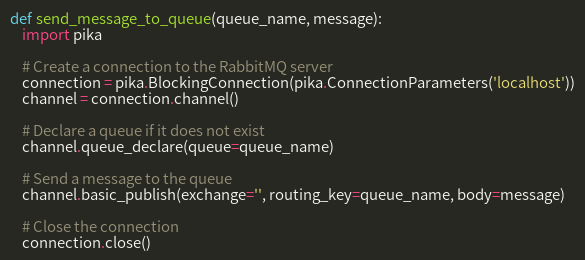 def send_message_to_queue(queue_name, message):
    import pika

    # Create a connection to the RabbitMQ server
    connection = pika.BlockingConnection(pika.ConnectionParameters('localhost'))
    channel = connection.channel()

    # Declare a queue if it does not exist
    channel.queue_declare(queue=queue_name)

    # Send a message to the queue
    channel.basic_publish(exchange='', routing_key=queue_name, body=message)

    # Close the connection
    connection.close()